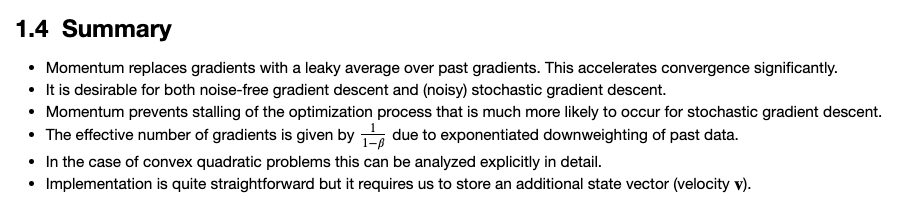 1.4 Summary
• Momentum replaces gradients with a leaky average over past gradients. This accelerates convergence significantly.
• It is desirable for both noise-free gradient descent and (noisy) stochastic gradient descent.
• Momentum prevents stalling of the optimization process that is much more likely to occur for stochastic gradient descent.
• The effective number of gradients is given by $\frac{1}{1-\beta}$ due to exponentiated downweighting of past data.
• In the case of convex quadratic problems this can be analyzed explicitly in detail.
• Implementation is quite straightforward but it requires us to store an additional state vector (velocity v).